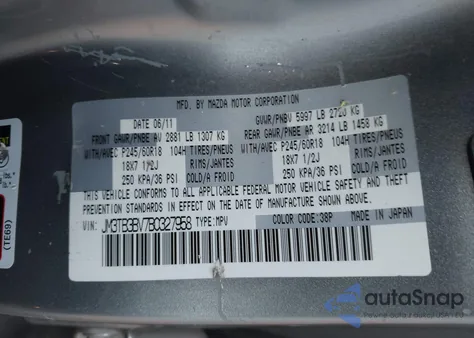 MFD. BY MAZDA MOTOR CORPORATION
DATE 06/11 GVWR/PNBV 5997 LB 2720 KG
FRONT GAWR/PNBE AV 2881 LB 1307 KG REAR GAWR/PNBE AR 3214 LB 1458 KG
WITH/AVEC P245/60R18 104H TIRES/PNEUS WITH/AVEC P245/60R18 104H TIRES/PNEUS
18X7 1/2J RIMS/JANTES 18X7 1/2J RIMS/JANTES
250 KPA/36 PSI COLD/A FROID 250 KPA/36 PSI COLD/A FROID
THIS VEHICLE CONFORMS TO ALL APPLICABLE FEDERAL MOTOR VEHICLE SAFETY AND THEFT
PREVENTION STANDARDS IN EFFECT ON THE DATE OF MANUFACTURE SHOWN ABOVE.
VIN: JM3TB3BV7B0327958 TYPE: MPV COLOR CODE: 38P MADE IN JAPAN
(TE69)
autoSnap